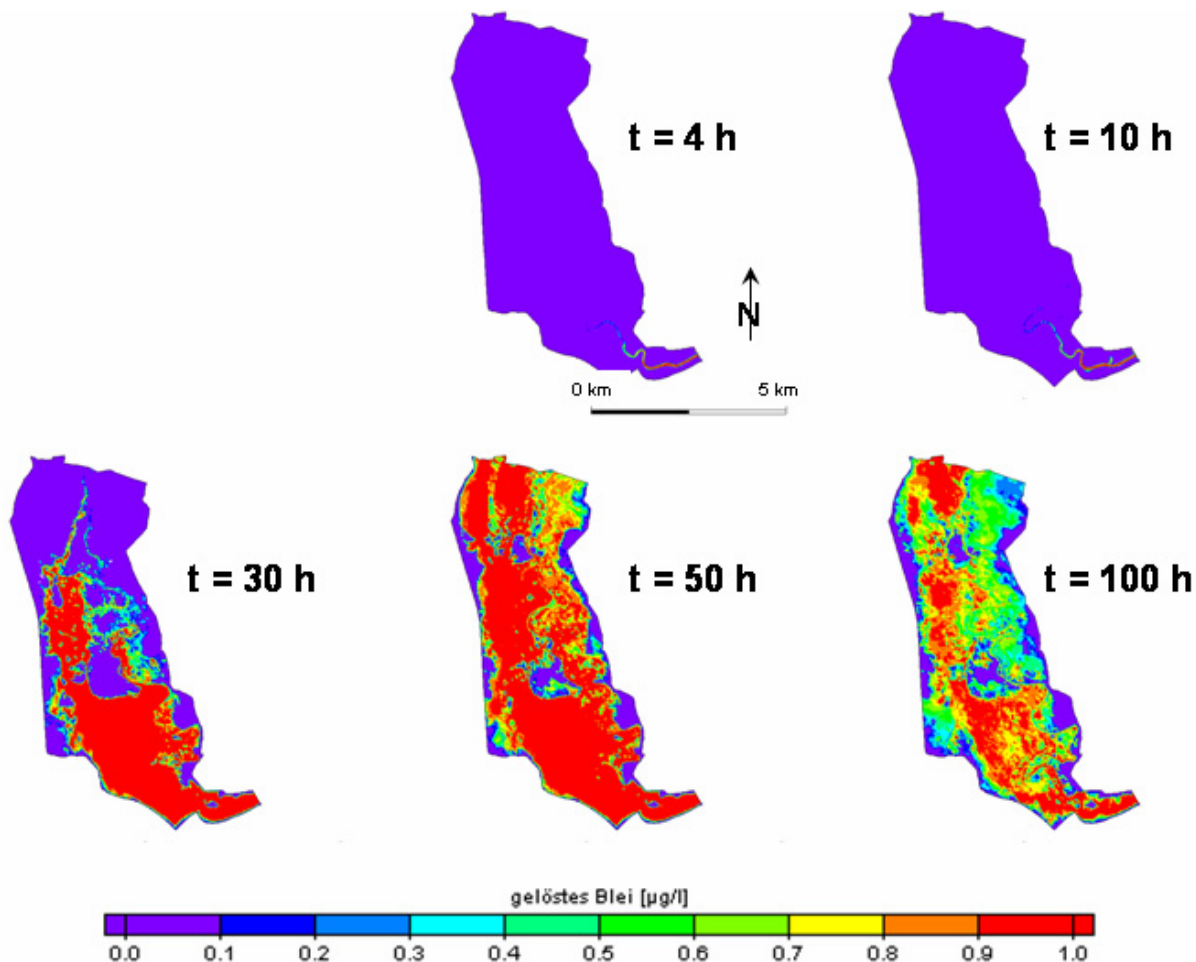 t = 4 h
t = 10 h
N
0 km 5 km
t = 30 h
t = 50 h
t = 100 h
gelöstes Blei [µg/l]
0.0 0.1 0.2 0.3 0.4 0.5 0.6 0.7 0.8 0.9 1.0